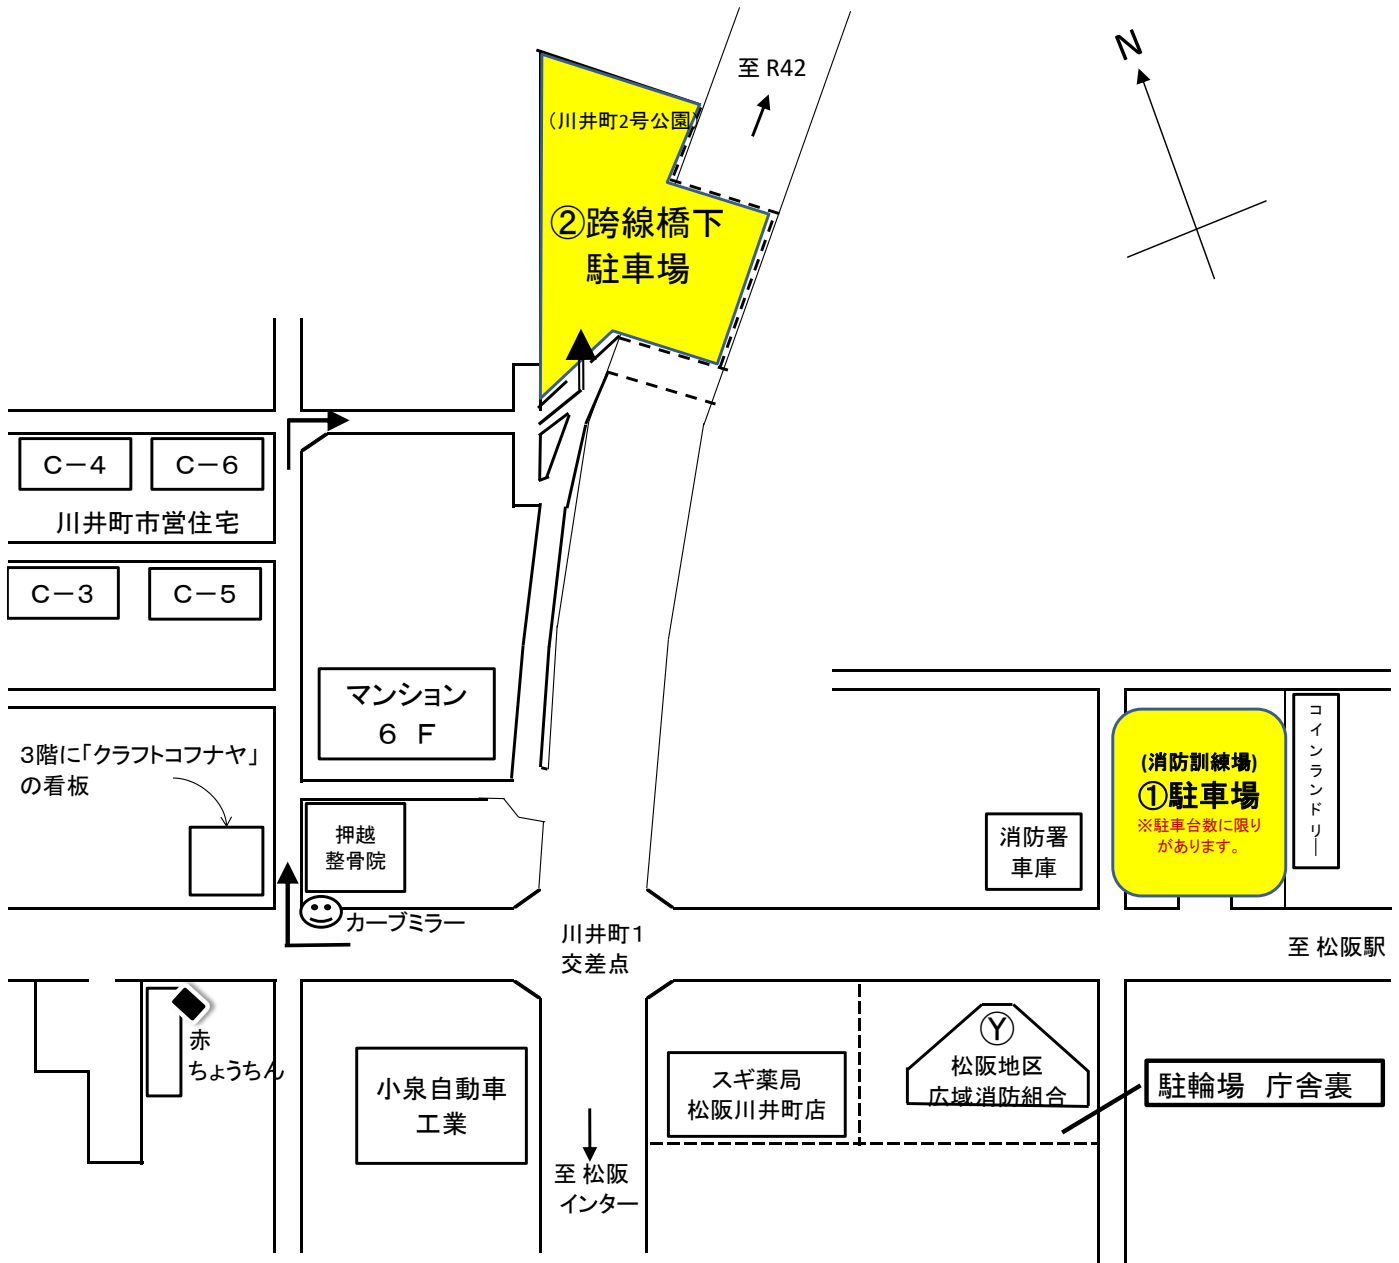 N
至 R42
（川井町2号公園）
②跨線橋下
駐車場
C－4
C－6
川井町市営住宅
C－3
C－5
マンション
6 F
3階に「クラフトコフナヤ」
の看板
押越
整骨院
カーブミラー
川井町1
交差点
消防署
車庫
(消防訓練場)
①駐車場
※駐車台数に限り
があります。
コインランドリー
至 松阪駅
赤
ちょうちん
小泉自動車
工業
至 松阪
インター
スギ薬局
松阪川井町店
Ⓨ
松阪地区
広域消防組合
駐輪場　庁舎裏